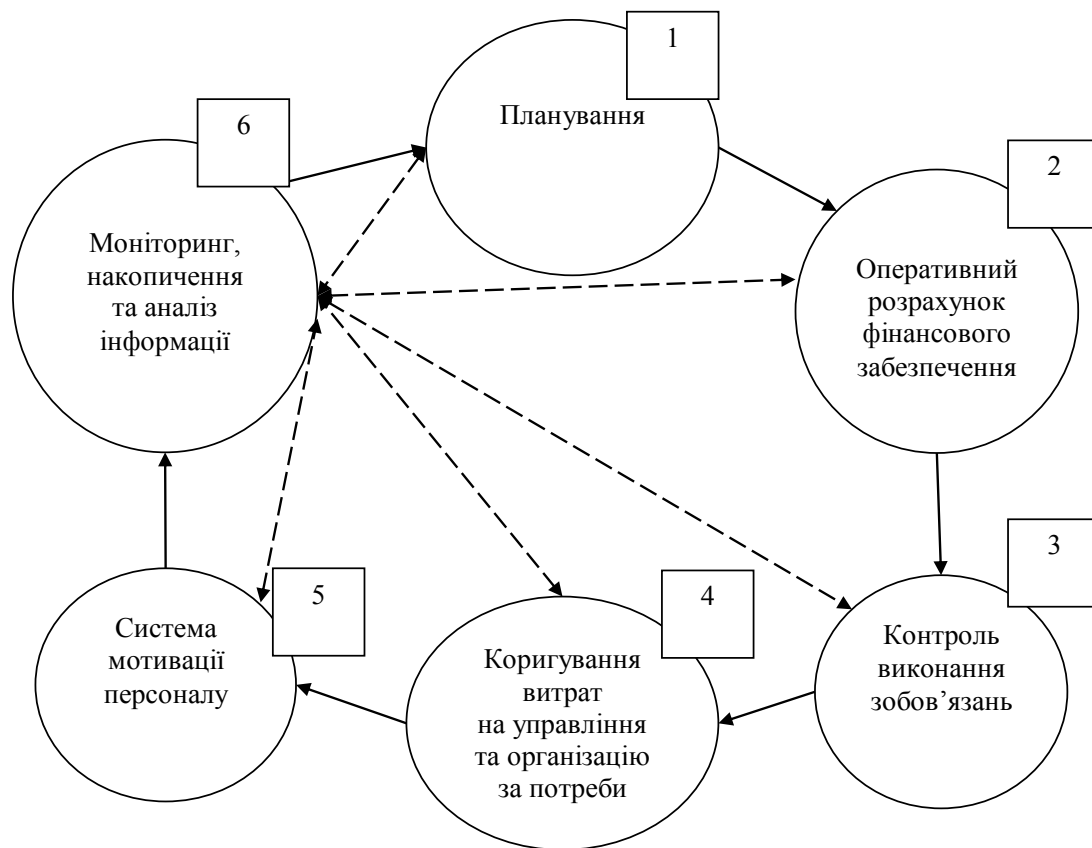 1
Планування
2
Оперативний
розрахунок
фінансового
забезпечення
3
Контроль
виконання
зобов’язань
4
Коригування
витрат
на управління
та організацію
за потреби
5
Система
мотивації
персоналу
6
Моніторинг,
накопичення
та аналіз
інформації